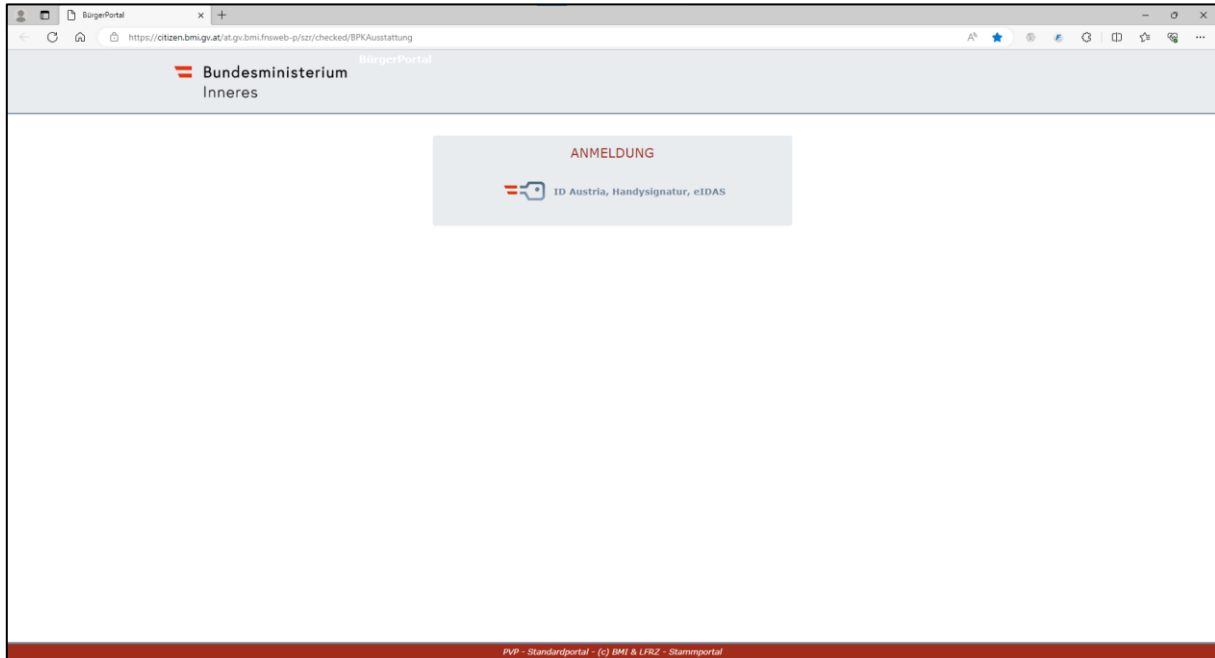 BürgerPortal
https://citizen.bmi.gv.at/at.gv.bmi.fnsweb-p/szr/checked/BPKAusstattung
BürgerPortal
Bundesministerium
Inneres
ANMELDUNG
ID Austria, Handysignatur, eIDAS
PVP - Standardportal - (c) BMI & LFRZ - Stammportal